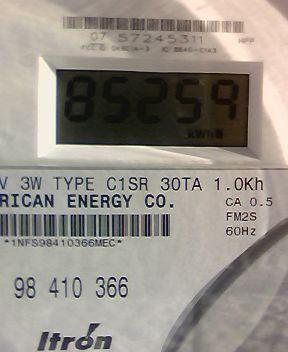 07 57245311
85259
kWh
V 3W TYPE C1SR 30TA 1.0Kh
RICAN ENERGY CO.
CA 0.5
FM2S
60Hz
*1NFS98410366MEC*
98 410 366
Itrón